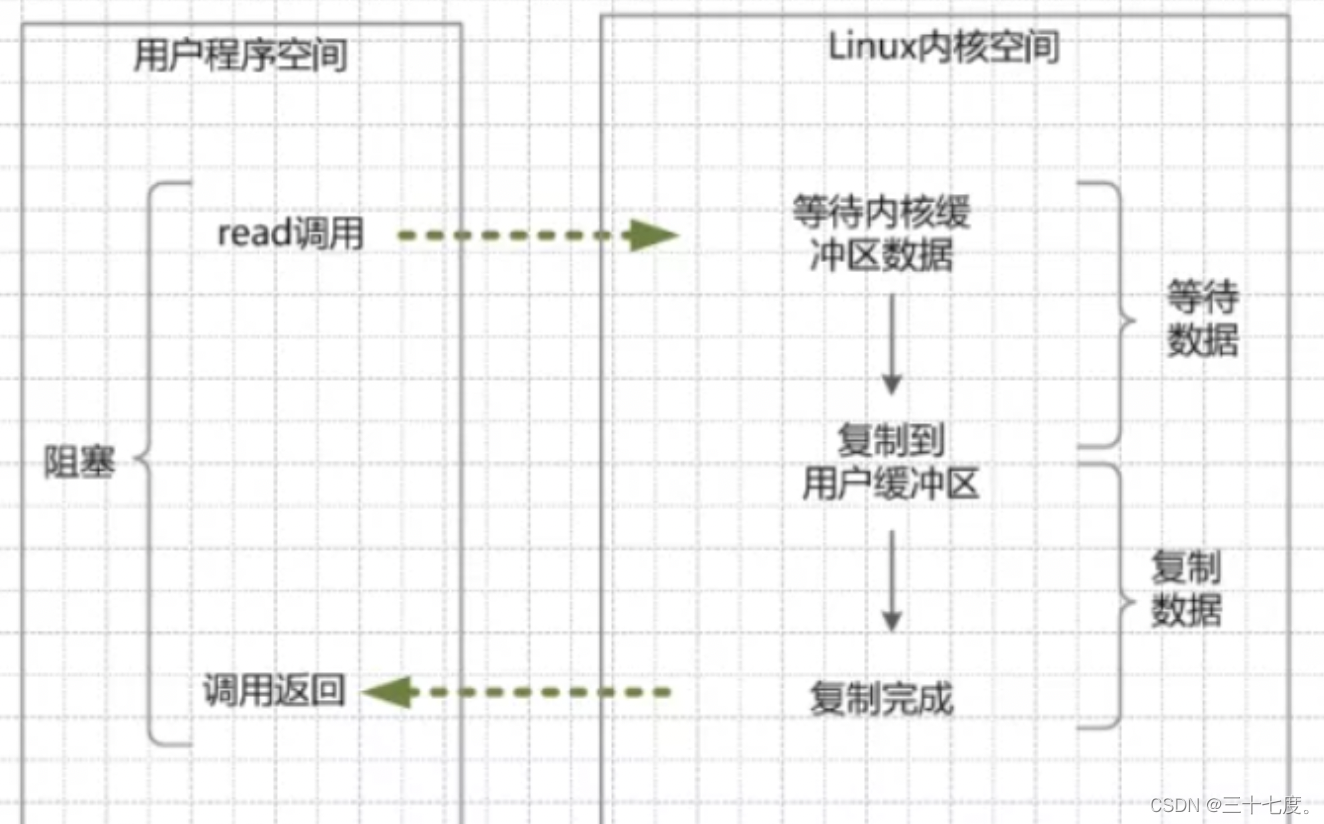 用户程序空间
Linux内核空间
read调用
等待内核缓
冲区数据
等待
数据
阻塞
复制到
用户缓冲区
复制
数据
调用返回
复制完成
CSDN @三十七度。